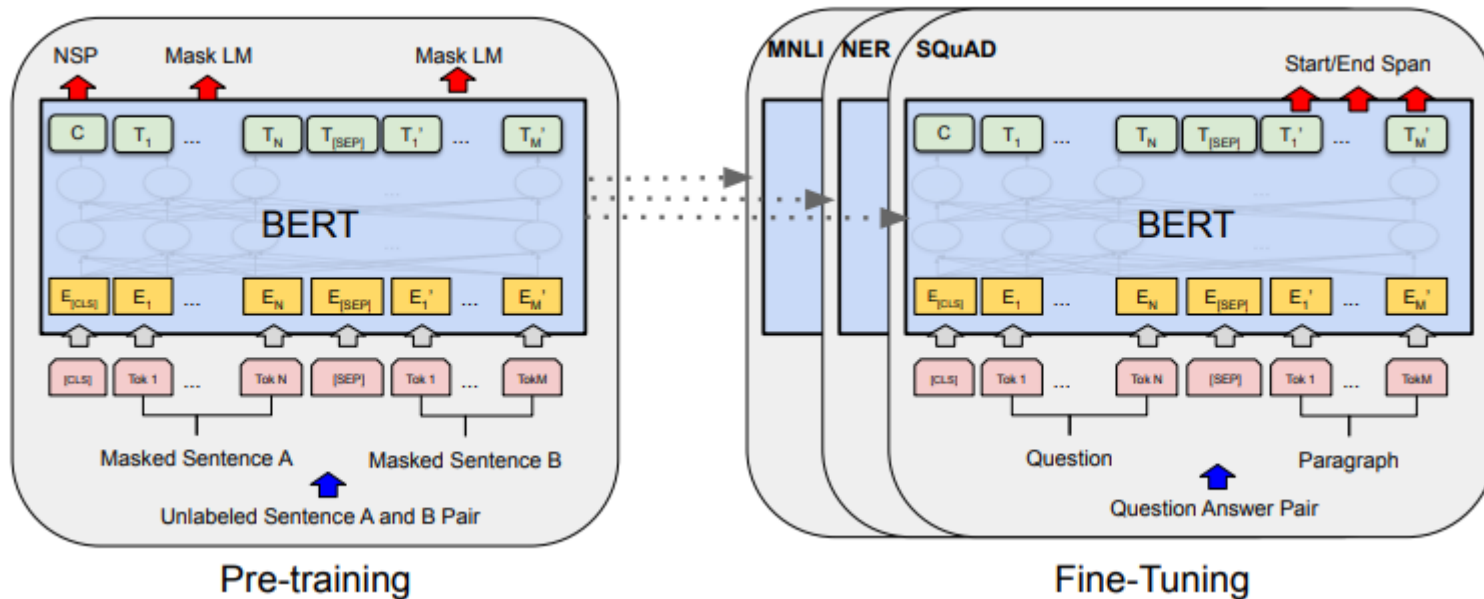 NSP Mask LM Mask LM
C T1 ... TN T[SEP] T1' ... TM'
...
BERT
...
E[CLS] E1 ... EN E[SEP] E1' ... EM'
[CLS] Tok 1 ... Tok N [SEP] Tok 1 ... TokM
Masked Sentence A Masked Sentence B
Unlabeled Sentence A and B Pair
Pre-training
MNLI NER SQuAD
Start/End Span
C T1 ... TN T[SEP] T1' ... TM'
...
BERT
...
E[CLS] E1 ... EN E[SEP] E1' ... EM'
[CLS] Tok 1 ... Tok N [SEP] Tok 1 ... TokM
Question Paragraph
Question Answer Pair
Fine-Tuning